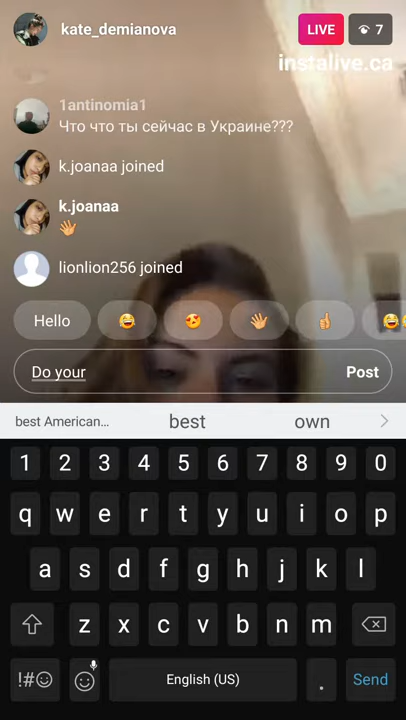 kate_demianova
LIVE
7
instalive.ca
1antinomia1
Что что ты сейчас в Украине???
k.joanaa joined
k.joanaa
👋
lionlion256 joined
Hello 😂 😍 👋 👍 😂
Do your
Post
best American... best own
1 2 3 4 5 6 7 8 9 0
q w e r t y u i o p
a s d f g h j k l
z x c v b n m
!#☺ English (US) . Send